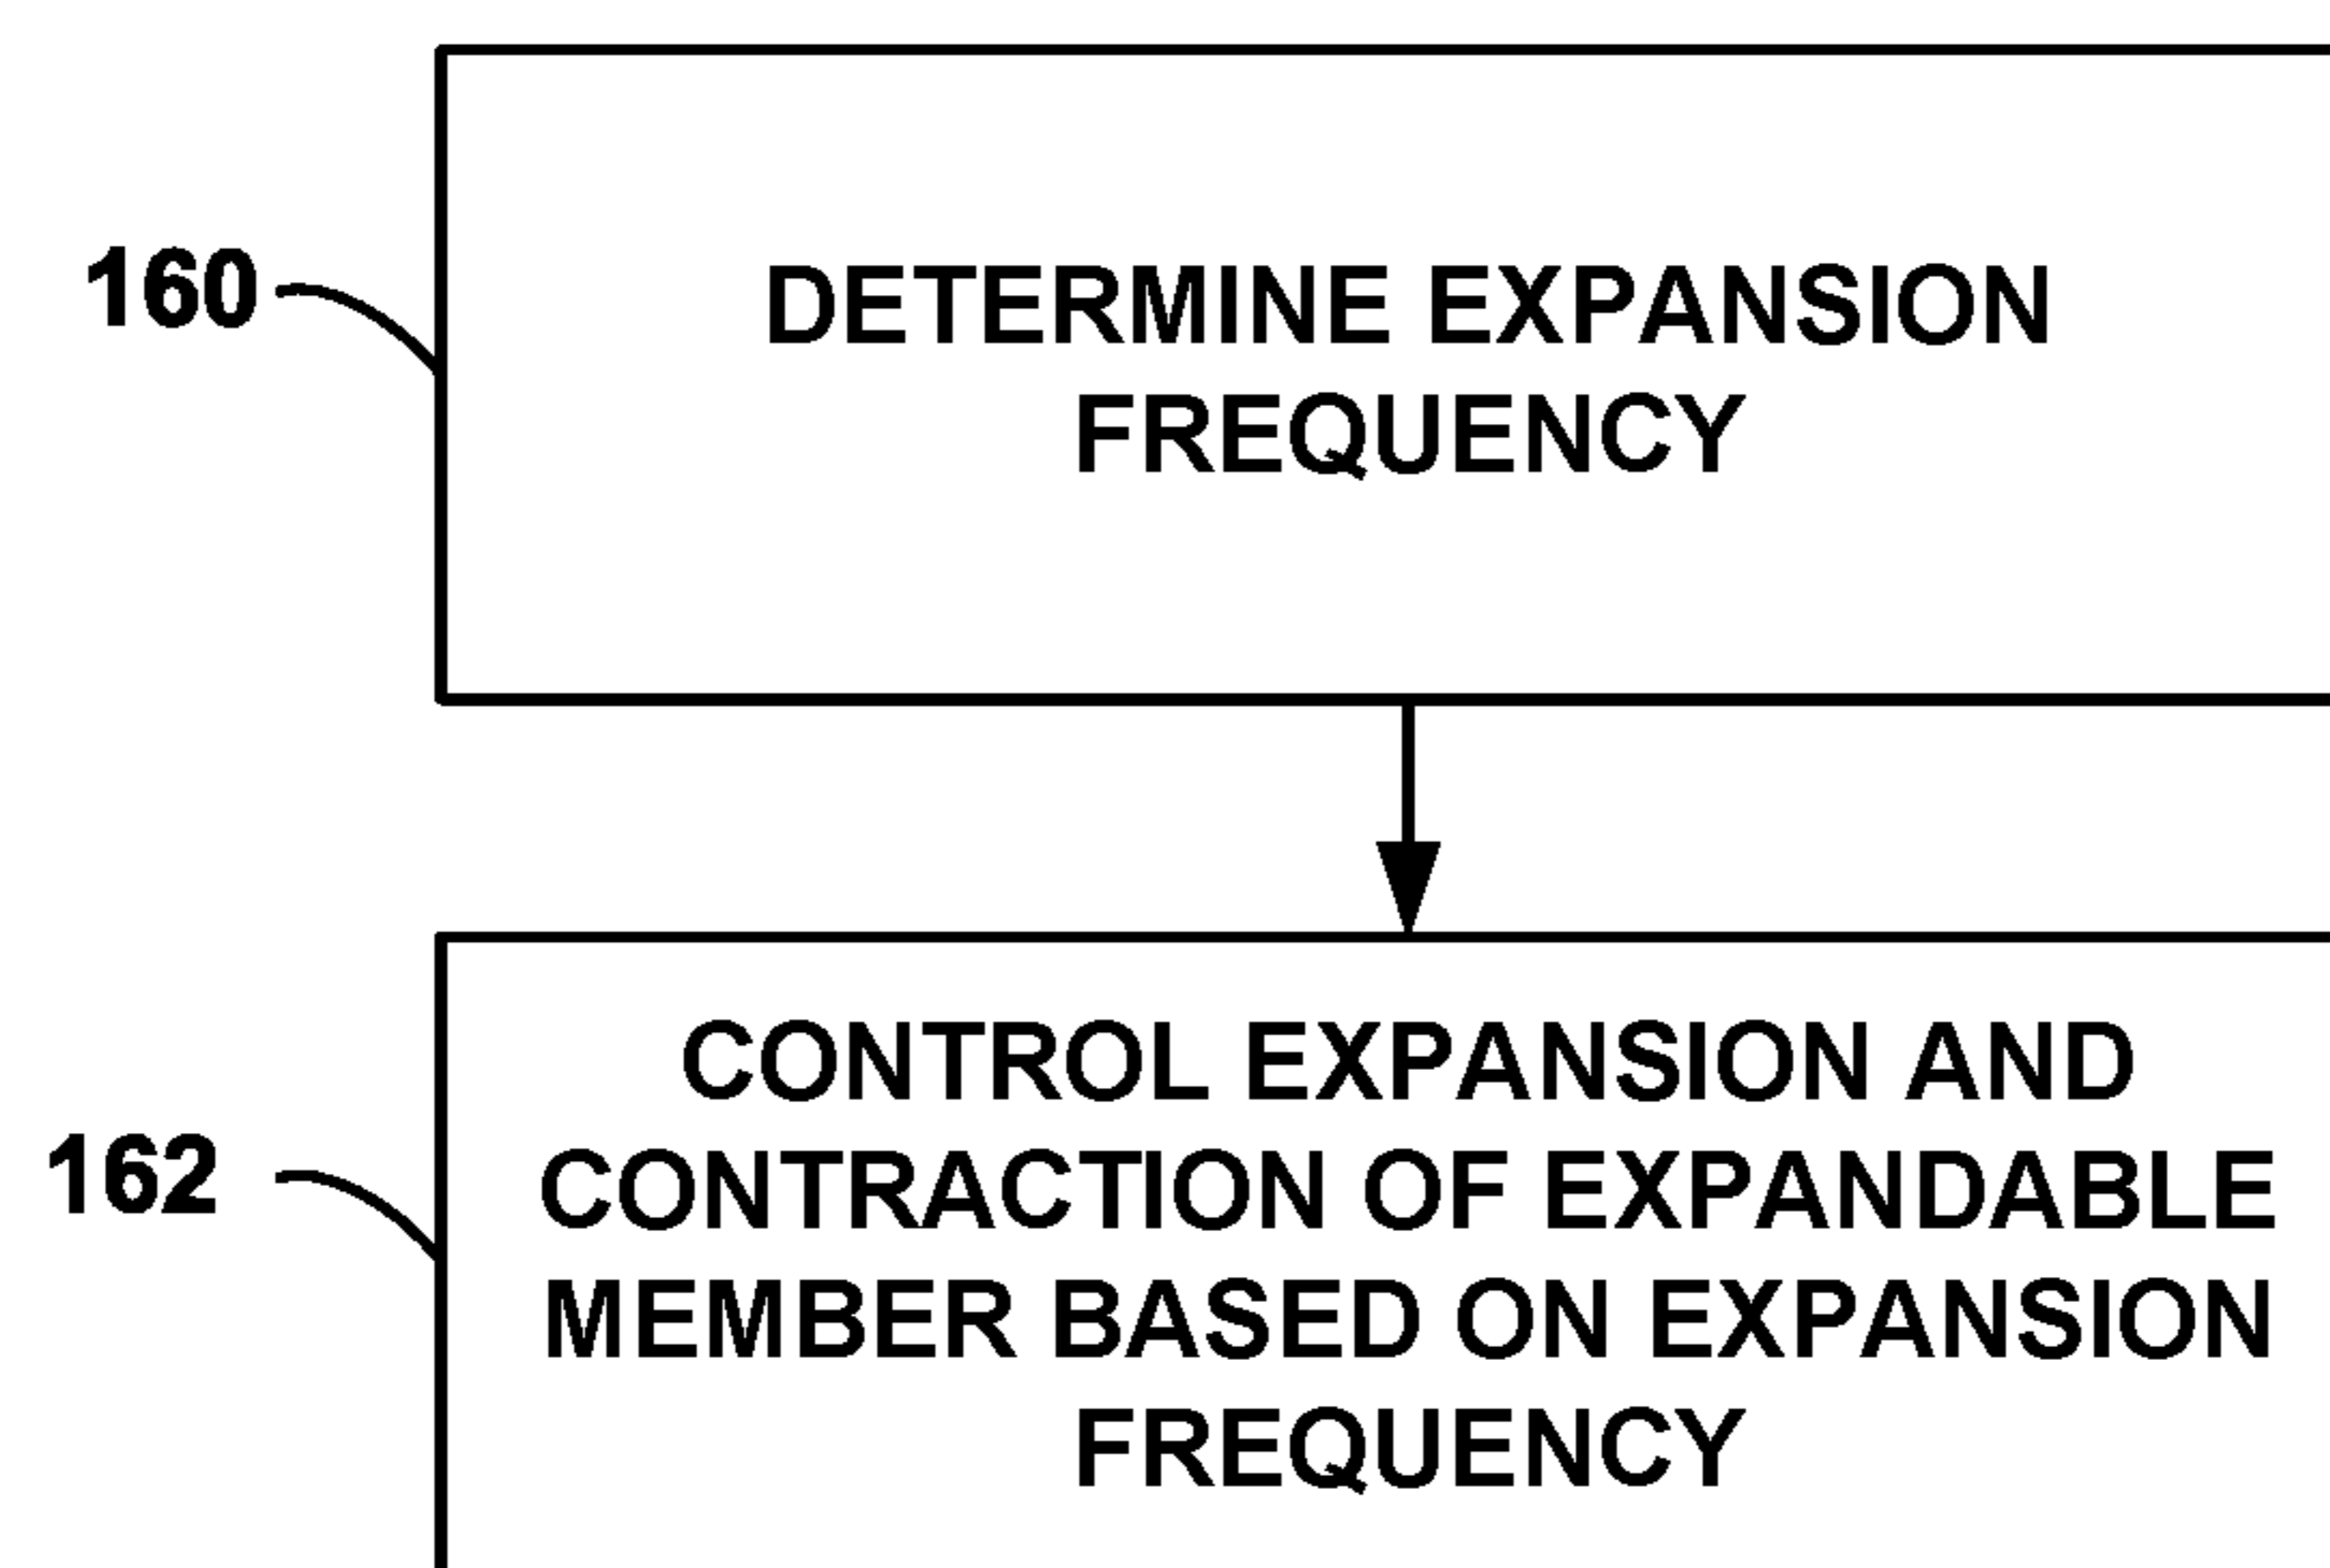 160
DETERMINE EXPANSION
FREQUENCY
162
CONTROL EXPANSION AND
CONTRACTION OF EXPANDABLE
MEMBER BASED ON EXPANSION
FREQUENCY